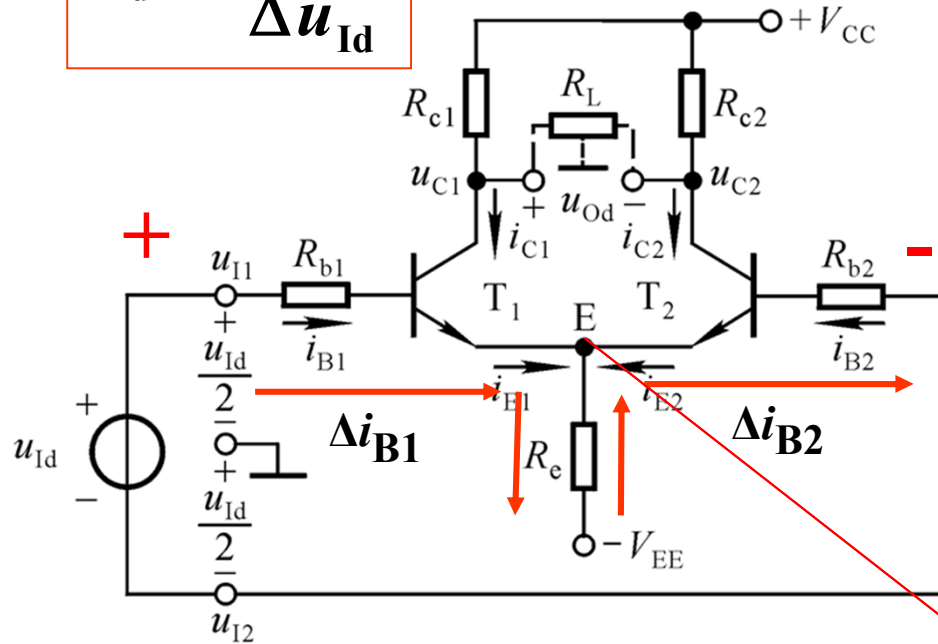 Δu_Id
+V_CC
R_c1
R_L
R_c2
u_C1
u_Od
u_C2
+
−
i_C1
i_C2
+
-
u_I1
R_b1
R_b2
T_1
T_2
E
+
i_B1
i_B2
u_Id
2
−
i_E1
i_E2
Δi_B1
Δi_B2
+
u_Id
−
R_e
+
u_Id
2
−
−V_EE
u_I2